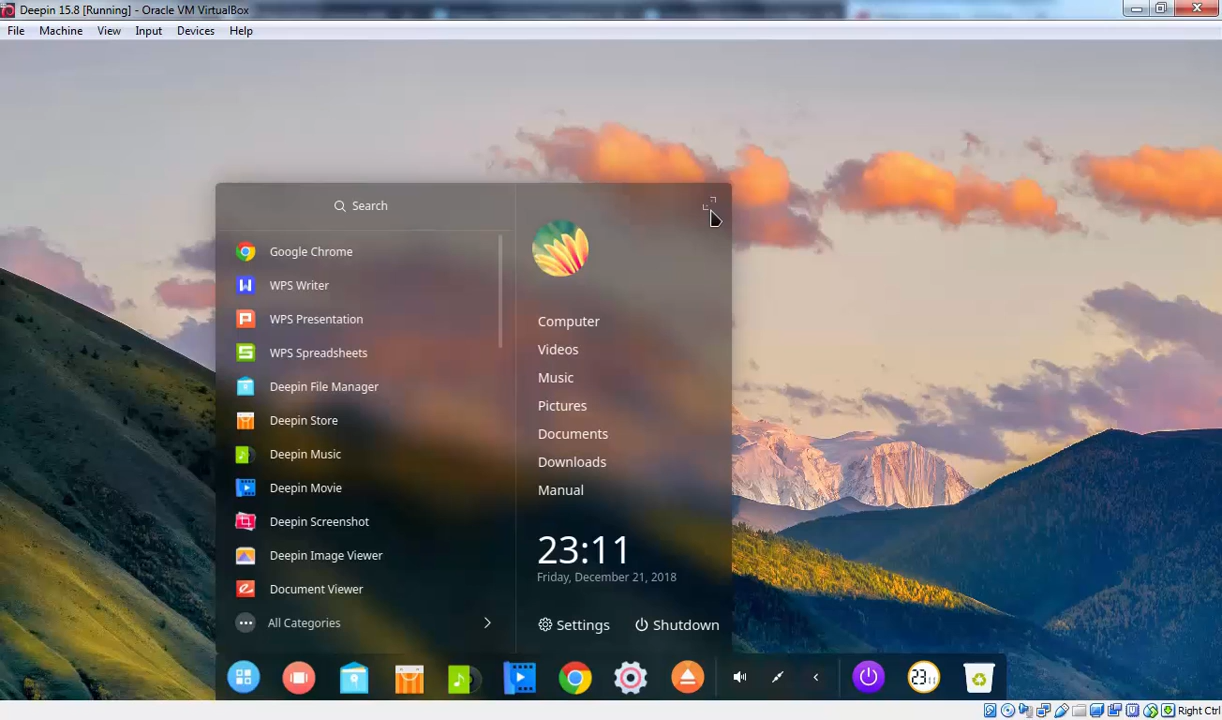 Deepin 15.8 [Running] - Oracle VM VirtualBox
File Machine View Input Devices Help
Search
Google Chrome
WPS Writer
WPS Presentation
WPS Spreadsheets
Deepin File Manager
Deepin Store
Deepin Music
Deepin Movie
Deepin Screenshot
Deepin Image Viewer
Document Viewer
All Categories
Computer
Videos
Music
Pictures
Documents
Downloads
Manual
23:11
Friday, December 21, 2018
Settings Shutdown
23 11
Right Ctrl